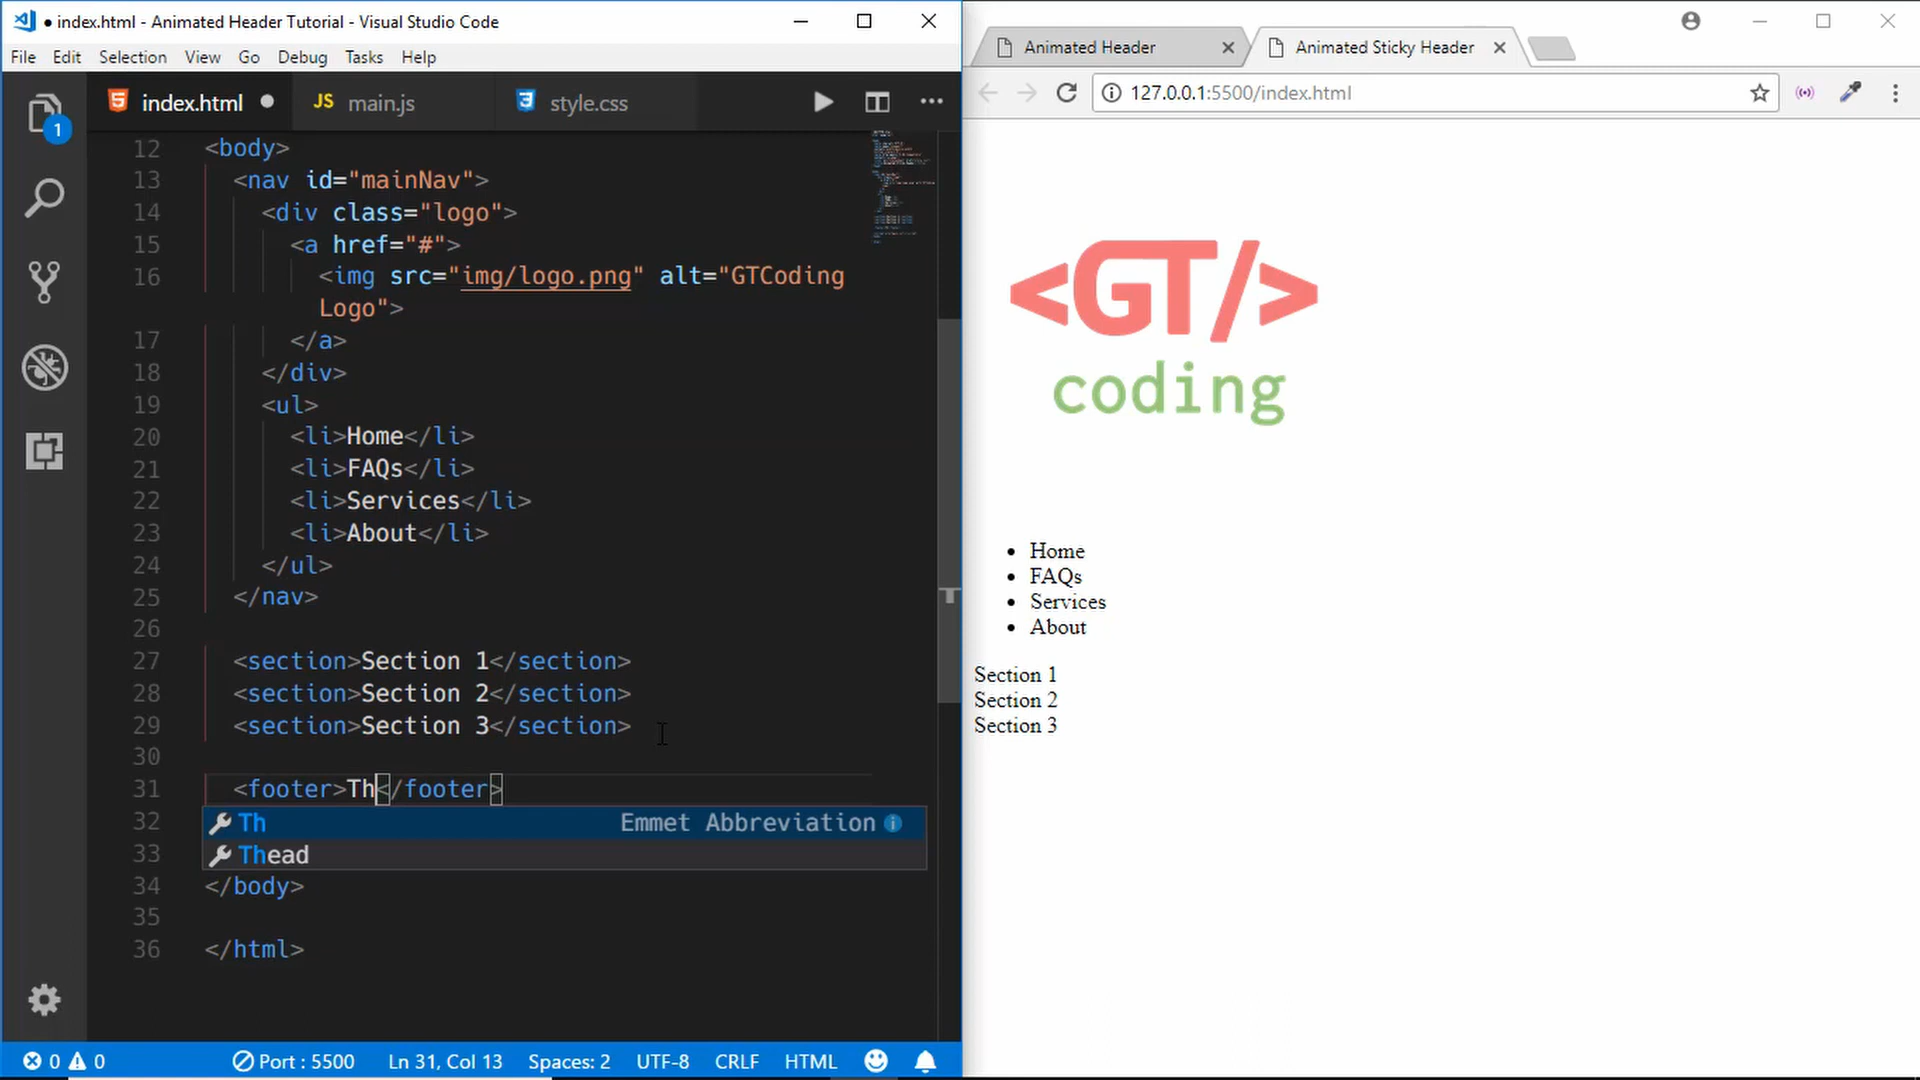 index.html - Animated Header Tutorial - Visual Studio Code
File Edit Selection View Go Debug Tasks Help
1
index.html
JS main.js
style.css
12 <body>
13 <nav id="mainNav">
14 <div class="logo">
15 <a href="#">
16 <img src="img/logo.png" alt="GTCoding
Logo">
17 </a>
18 </div>
19 <ul>
20 <li>Home</li>
21 <li>FAQs</li>
22 <li>Services</li>
23 <li>About</li>
24 </ul>
25 </nav>
26
27 <section>Section 1</section>
28 <section>Section 2</section>
29 <section>Section 3</section>
30
31 <footer>Th</footer>
32 Th Emmet Abbreviation
33 Thead
34 </body>
35
36 </html>
0 0 Port : 5500 Ln 31, Col 13 Spaces: 2 UTF-8 CRLF HTML
Animated Header
Animated Sticky Header
127.0.0.1:5500/index.html
<GT/>
coding
Home
FAQs
Services
About
Section 1
Section 2
Section 3